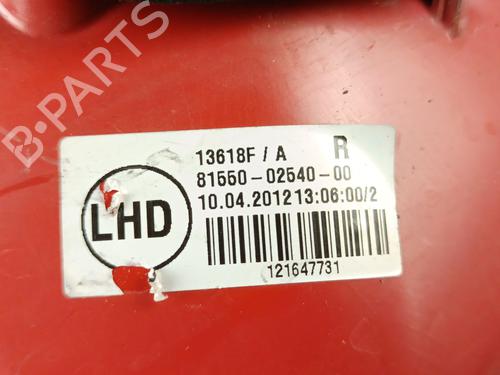 B-PARTS
13618F / A R
81550-02540-00
10.04.2012 13:06:00/2
LHD
121647731